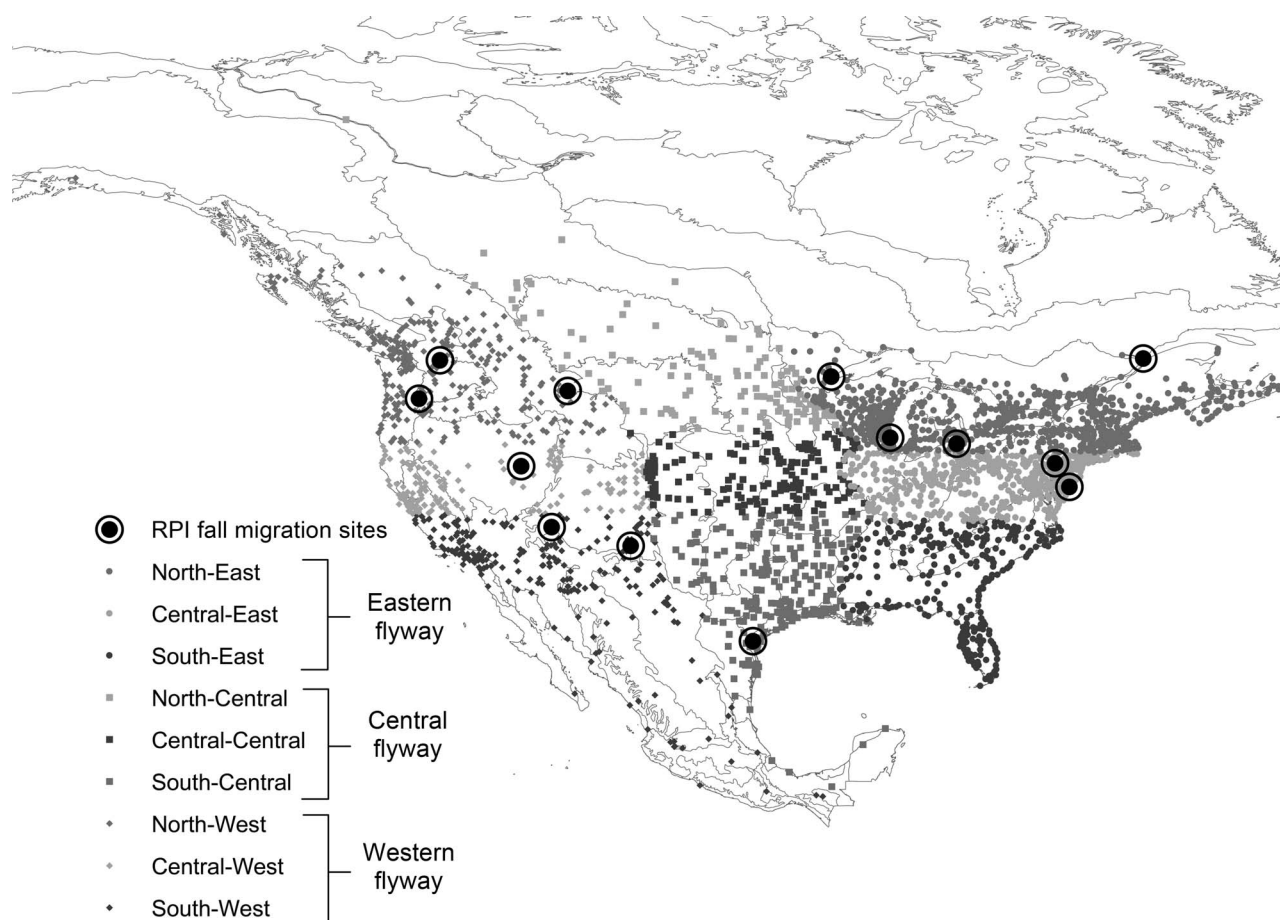 RPI fall migration sites
North-East
Central-East
South-East
Eastern
flyway
North-Central
Central-Central
South-Central
Central
flyway
North-West
Central-West
South-West
Western
flyway